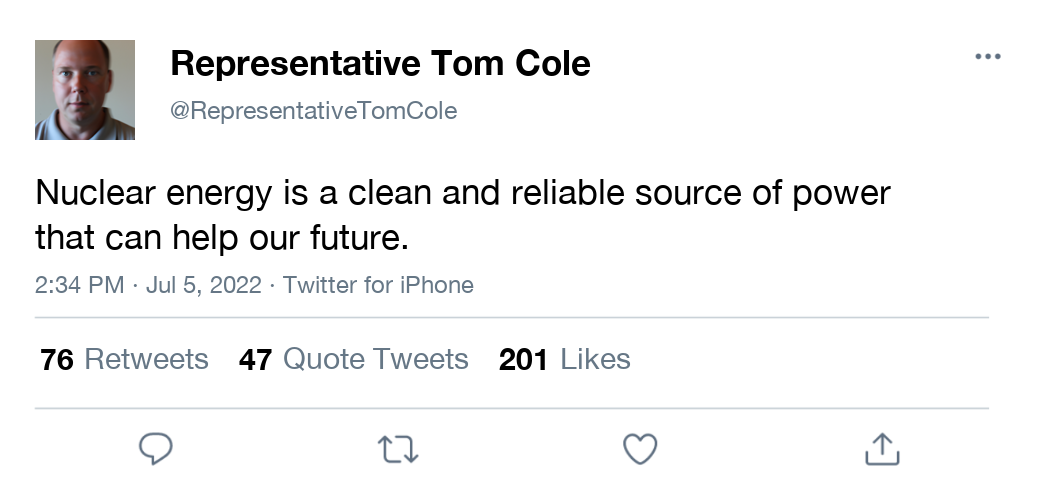 Representative Tom Cole
@RepresentativeTomCole
Nuclear energy is a clean and reliable source of power
that can help our future.
2:34 PM · Jul 5, 2022 · Twitter for iPhone
76 Retweets 47 Quote Tweets 201 Likes